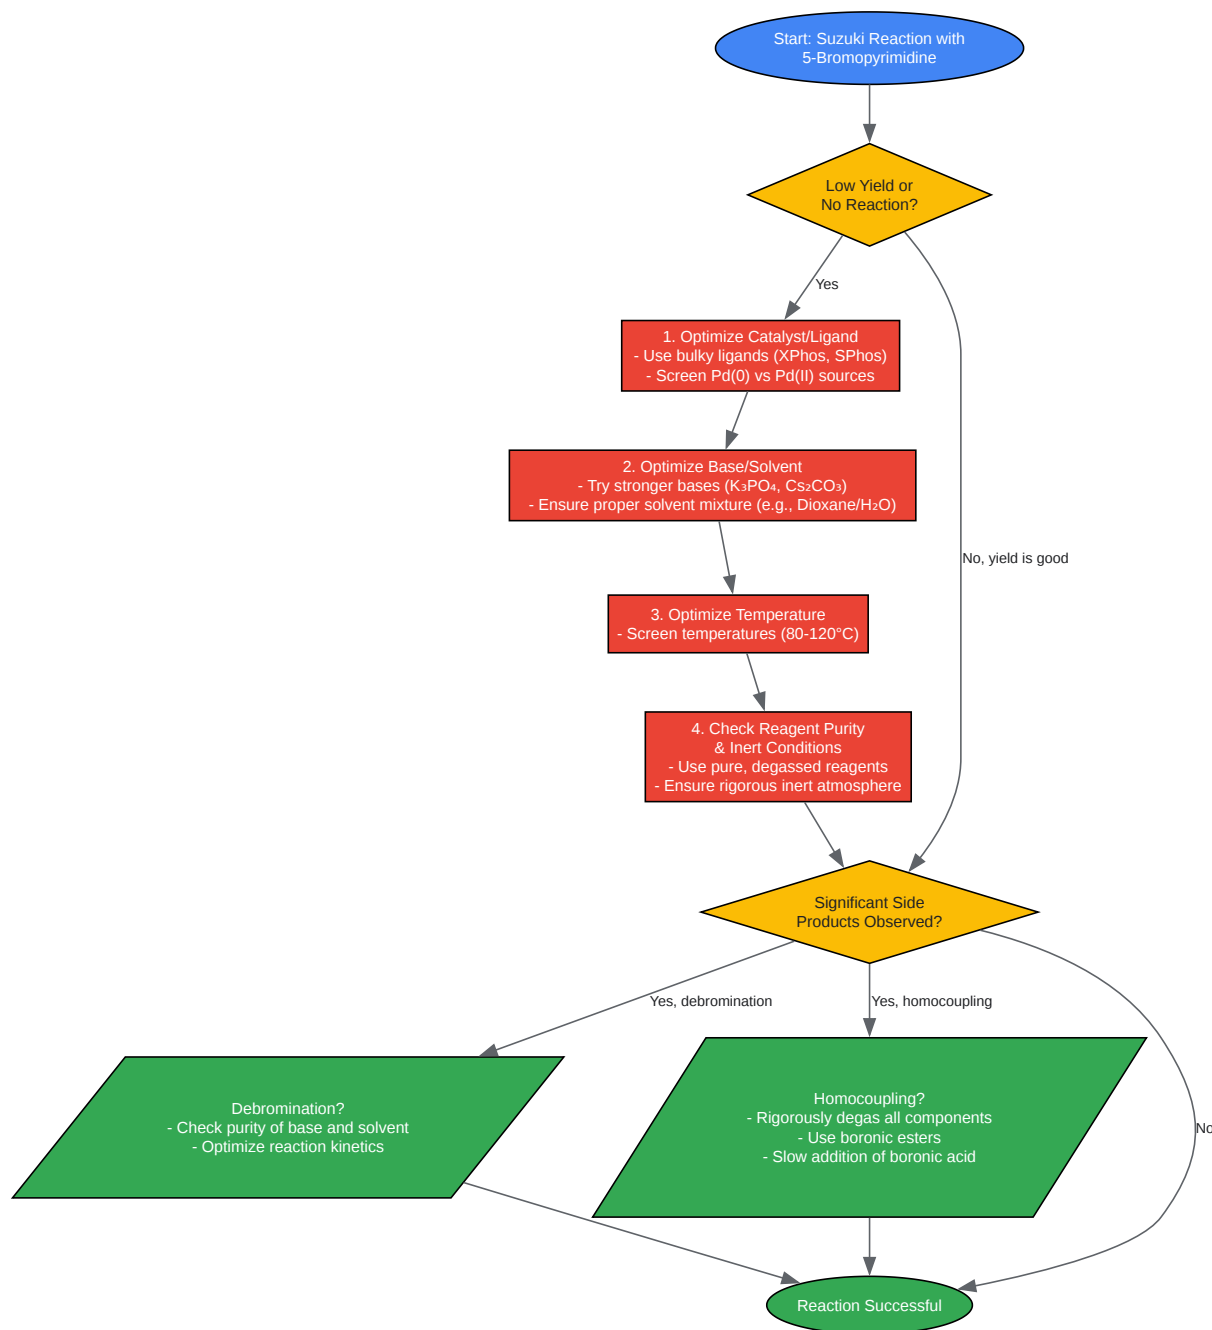 Start: Suzuki Reaction with
5-Bromopyrimidine
Low Yield or
No Reaction?
Yes
1. Optimize Catalyst/Ligand
- Use bulky ligands (XPhos, SPhos)
- Screen Pd(0) vs Pd(II) sources
2. Optimize Base/Solvent
- Try stronger bases (K₃PO₄, Cs₂CO₃)
- Ensure proper solvent mixture (e.g., Dioxane/H₂O)
No, yield is good
3. Optimize Temperature
- Screen temperatures (80-120°C)
4. Check Reagent Purity
& Inert Conditions
- Use pure, degassed reagents
- Ensure rigorous inert atmosphere
Significant Side
Products Observed?
Yes, debromination
Yes, homocoupling
Debromination?
- Check purity of base and solvent
- Optimize reaction kinetics
Homocoupling?
- Rigorously degas all components
- Use boronic esters
- Slow addition of boronic acid
No
Reaction Successful